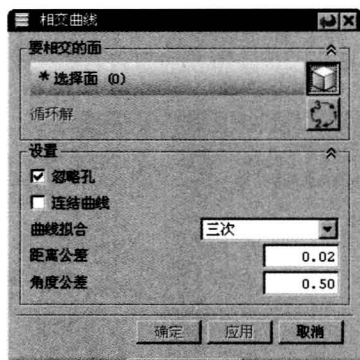 相交曲线
要相交的面
* 选择面 (0)
循环解
设置
忽略孔
连结曲线
曲线拟合 三次
距离公差 0.02
角度公差 0.50
确定 应用 取消